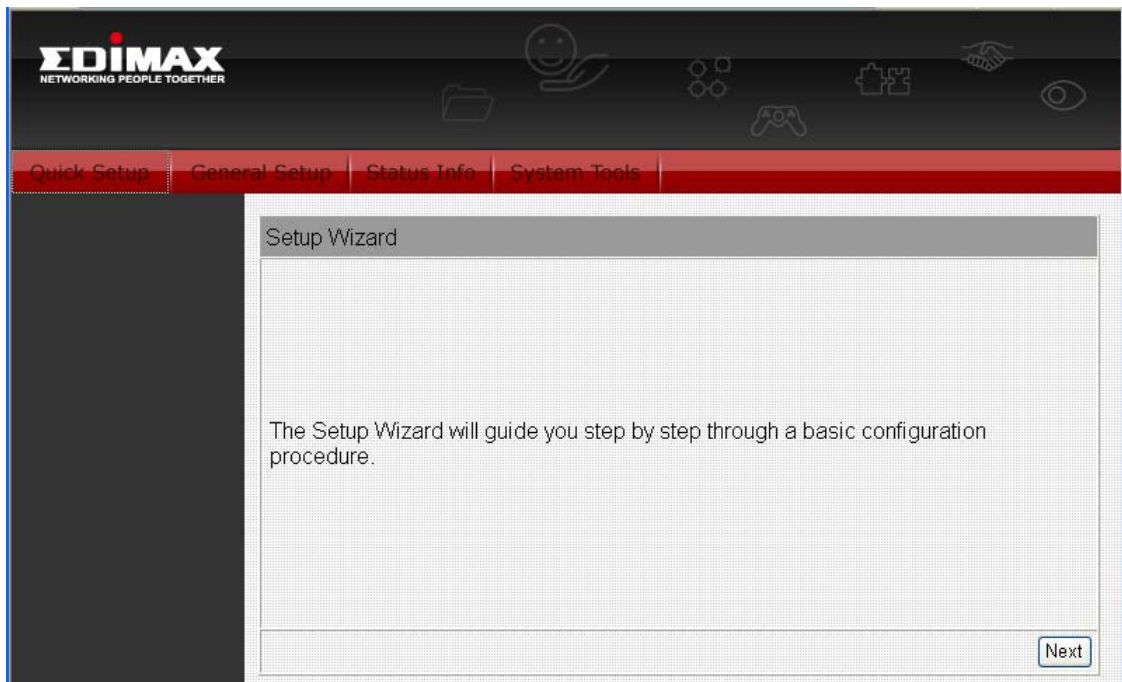 EDIMAX
NETWORKING PEOPLE TOGETHER
Quick Setup General Setup Status Info System Tools
Setup Wizard
The Setup Wizard will guide you step by step through a basic configuration
procedure.
Next